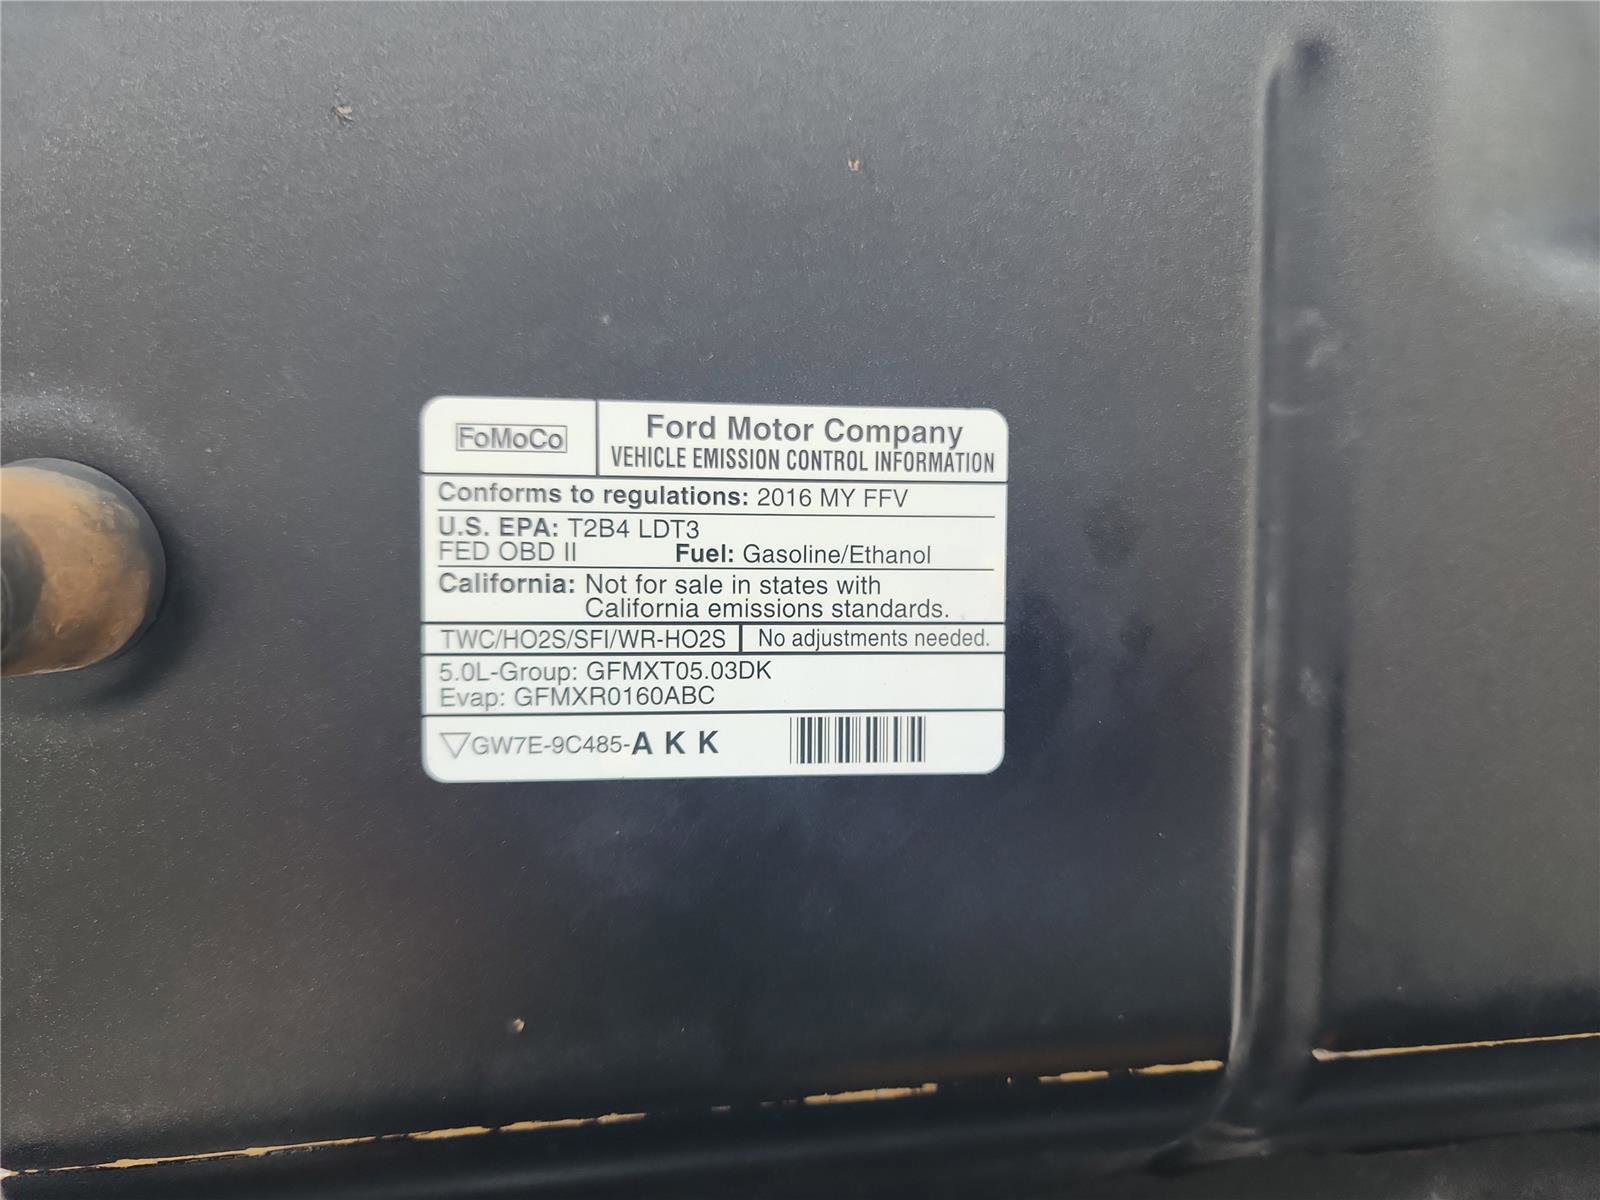 FoMoCo
Ford Motor Company
VEHICLE EMISSION CONTROL INFORMATION
Conforms to regulations: 2016 MY FFV
U.S. EPA: T2B4 LDT3
FED OBD II Fuel: Gasoline/Ethanol
California: Not for sale in states with
California emissions standards.
TWC/HO2S/SFI/WR-HO2S No adjustments needed.
5.0L-Group: GFMXT05.03DK
Evap: GFMXR0160ABC
▽GW7E-9C485-A K K